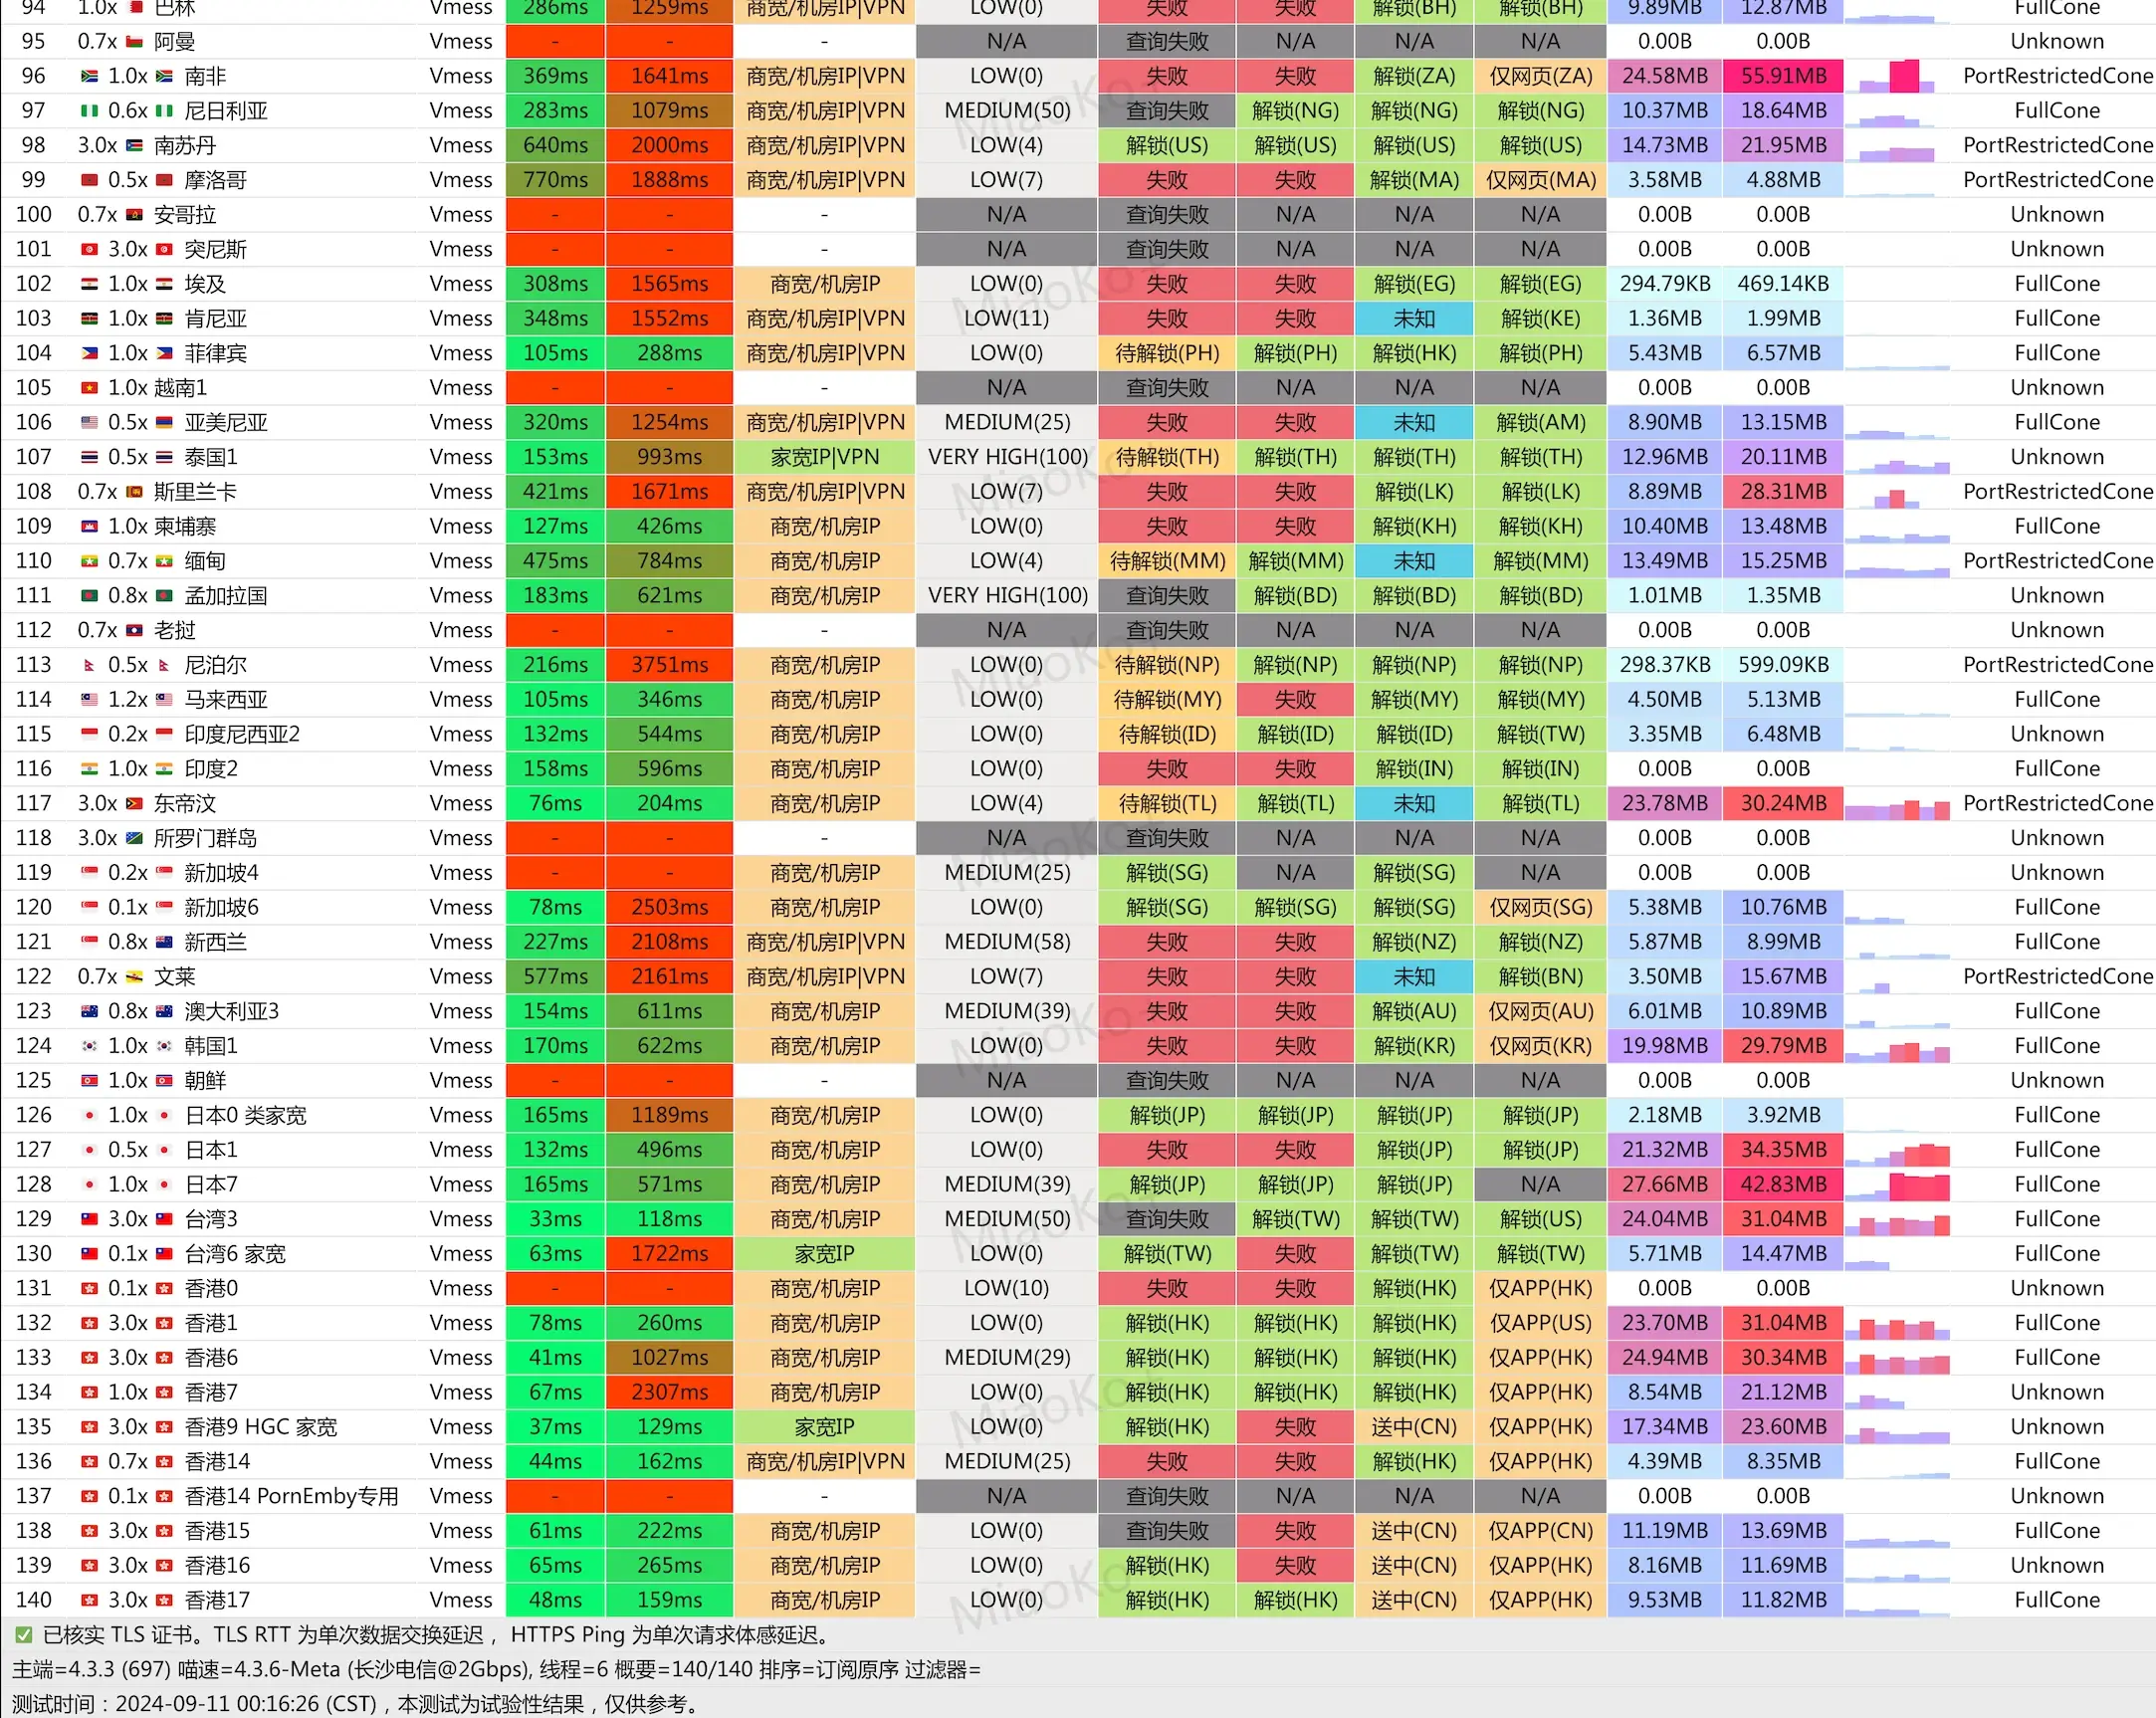 94 1.0x 巴林 Vmess 286ms 1259ms 商宽/机房IP|VPN LOW(0) 失败 失败 解锁(BH) 解锁(BH) 9.89MB 12.87MB FullCone
95 0.7x 阿曼 Vmess - - - N/A 查询失败 N/A N/A N/A 0.00B 0.00B Unknown
96 1.0x 南非 Vmess 369ms 1641ms 商宽/机房IP|VPN LOW(0) 失败 失败 解锁(ZA) 仅网页(ZA) 24.58MB 55.91MB PortRestrictedCone
97 0.6x 尼日利亚 Vmess 283ms 1079ms 商宽/机房IP|VPN MEDIUM(50) 查询失败 解锁(NG) 解锁(NG) 解锁(NG) 10.37MB 18.64MB FullCone
98 3.0x 南苏丹 Vmess 640ms 2000ms 商宽/机房IP|VPN LOW(4) 解锁(US) 解锁(US) 解锁(US) 解锁(US) 14.73MB 21.95MB PortRestrictedCone
99 0.5x 摩洛哥 Vmess 770ms 1888ms 商宽/机房IP|VPN LOW(7) 失败 失败 解锁(MA) 仅网页(MA) 3.58MB 4.88MB PortRestrictedCone
100 0.7x 安哥拉 Vmess - - - N/A 查询失败 N/A N/A N/A 0.00B 0.00B Unknown
101 3.0x 突尼斯 Vmess - - - N/A 查询失败 N/A N/A N/A 0.00B 0.00B Unknown
102 1.0x 埃及 Vmess 308ms 1565ms 商宽/机房IP LOW(0) 失败 失败 解锁(EG) 解锁(EG) 294.79KB 469.14KB FullCone
103 1.0x 肯尼亚 Vmess 348ms 1552ms 商宽/机房IP|VPN LOW(11) 失败 失败 未知 解锁(KE) 1.36MB 1.99MB FullCone
104 1.0x 菲律宾 Vmess 105ms 288ms 商宽/机房IP|VPN LOW(0) 待解锁(PH) 解锁(PH) 解锁(HK) 解锁(PH) 5.43MB 6.57MB FullCone
105 1.0x 越南1 Vmess - - - N/A 查询失败 N/A N/A N/A 0.00B 0.00B Unknown
106 0.5x 亚美尼亚 Vmess 320ms 1254ms 商宽/机房IP|VPN MEDIUM(25) 失败 失败 未知 解锁(AM) 8.90MB 13.15MB FullCone
107 0.5x 泰国1 Vmess 153ms 993ms 家宽IP|VPN VERY HIGH(100) 待解锁(TH) 解锁(TH) 解锁(TH) 解锁(TH) 12.96MB 20.11MB Unknown
108 0.7x 斯里兰卡 Vmess 421ms 1671ms 商宽/机房IP|VPN LOW(7) 失败 失败 解锁(LK) 解锁(LK) 8.89MB 28.31MB PortRestrictedCone
109 1.0x 柬埔寨 Vmess 127ms 426ms 商宽/机房IP LOW(0) 失败 失败 解锁(KH) 解锁(KH) 10.40MB 13.48MB FullCone
110 0.7x 缅甸 Vmess 475ms 784ms 商宽/机房IP LOW(4) 待解锁(MM) 解锁(MM) 未知 解锁(MM) 13.49MB 15.25MB PortRestrictedCone
111 0.8x 孟加拉国 Vmess 183ms 621ms 商宽/机房IP VERY HIGH(100) 查询失败 解锁(BD) 解锁(BD) 解锁(BD) 1.01MB 1.35MB Unknown
112 0.7x 老挝 Vmess - - - N/A 查询失败 N/A N/A N/A 0.00B 0.00B Unknown
113 0.5x 尼泊尔 Vmess 216ms 3751ms 商宽/机房IP LOW(0) 待解锁(NP) 解锁(NP) 解锁(NP) 解锁(NP) 298.37KB 599.09KB PortRestrictedCone
114 1.2x 马来西亚 Vmess 105ms 346ms 商宽/机房IP LOW(0) 待解锁(MY) 失败 解锁(MY) 解锁(MY) 4.50MB 5.13MB FullCone
115 0.2x 印度尼西亚2 Vmess 132ms 544ms 商宽/机房IP LOW(0) 待解锁(ID) 解锁(ID) 解锁(ID) 解锁(TW) 3.35MB 6.48MB Unknown
116 1.0x 印度2 Vmess 158ms 596ms 商宽/机房IP LOW(0) 失败 失败 解锁(IN) 解锁(IN) 0.00B 0.00B FullCone
117 3.0x 东帝汶 Vmess 76ms 204ms 商宽/机房IP LOW(4) 待解锁(TL) 解锁(TL) 未知 解锁(TL) 23.78MB 30.24MB PortRestrictedCone
118 3.0x 所罗门群岛 Vmess - - - N/A 查询失败 N/A N/A N/A 0.00B 0.00B Unknown
119 0.2x 新加坡4 Vmess - - 商宽/机房IP MEDIUM(25) 解锁(SG) N/A 解锁(SG) N/A 0.00B 0.00B Unknown
120 0.1x 新加坡6 Vmess 78ms 2503ms 商宽/机房IP LOW(0) 解锁(SG) 解锁(SG) 解锁(SG) 仅网页(SG) 5.38MB 10.76MB FullCone
121 0.8x 新西兰 Vmess 227ms 2108ms 商宽/机房IP|VPN MEDIUM(58) 失败 失败 解锁(NZ) 解锁(NZ) 5.87MB 8.99MB FullCone
122 0.7x 文莱 Vmess 577ms 2161ms 商宽/机房IP|VPN LOW(7) 失败 失败 未知 解锁(BN) 3.50MB 15.67MB PortRestrictedCone
123 0.8x 澳大利亚3 Vmess 154ms 611ms 商宽/机房IP MEDIUM(39) 失败 失败 解锁(AU) 仅网页(AU) 6.01MB 10.89MB FullCone
124 1.0x 韩国1 Vmess 170ms 622ms 商宽/机房IP LOW(0) 失败 失败 解锁(KR) 仅网页(KR) 19.98MB 29.79MB FullCone
125 1.0x 朝鲜 Vmess - - - N/A 查询失败 N/A N/A N/A 0.00B 0.00B Unknown
126 1.0x 日本0 类家宽 Vmess 165ms 1189ms 商宽/机房IP LOW(0) 解锁(JP) 解锁(JP) 解锁(JP) 解锁(JP) 2.18MB 3.92MB FullCone
127 0.5x 日本1 Vmess 132ms 496ms 商宽/机房IP LOW(0) 失败 失败 解锁(JP) 解锁(JP) 21.32MB 34.35MB FullCone
128 1.0x 日本7 Vmess 165ms 571ms 商宽/机房IP MEDIUM(39) 解锁(JP) 解锁(JP) 解锁(JP) N/A 27.66MB 42.83MB FullCone
129 3.0x 台湾3 Vmess 33ms 118ms 商宽/机房IP MEDIUM(50) 查询失败 解锁(TW) 解锁(TW) 解锁(US) 24.04MB 31.04MB FullCone
130 0.1x 台湾6 家宽 Vmess 63ms 1722ms 家宽IP LOW(0) 解锁(TW) 失败 解锁(TW) 解锁(TW) 5.71MB 14.47MB FullCone
131 0.1x 香港0 Vmess - - 商宽/机房IP LOW(10) 失败 失败 解锁(HK) 仅APP(HK) 0.00B 0.00B Unknown
132 3.0x 香港1 Vmess 78ms 260ms 商宽/机房IP LOW(0) 解锁(HK) 解锁(HK) 解锁(HK) 仅APP(US) 23.70MB 31.04MB FullCone
133 3.0x 香港6 Vmess 41ms 1027ms 商宽/机房IP MEDIUM(29) 解锁(HK) 解锁(HK) 解锁(HK) 仅APP(HK) 24.94MB 30.34MB FullCone
134 1.0x 香港7 Vmess 67ms 2307ms 商宽/机房IP LOW(0) 解锁(HK) 解锁(HK) 解锁(HK) 仅APP(HK) 8.54MB 21.12MB Unknown
135 3.0x 香港9 HGC 家宽 Vmess 37ms 129ms 家宽IP LOW(0) 解锁(HK) 失败 送中(CN) 仅APP(HK) 17.34MB 23.60MB Unknown
136 0.7x 香港14 Vmess 44ms 162ms 商宽/机房IP|VPN MEDIUM(25) 失败 失败 解锁(HK) 仅APP(HK) 4.39MB 8.35MB FullCone
137 0.1x 香港14 PornEmby专用 Vmess - - - N/A 查询失败 N/A N/A N/A 0.00B 0.00B Unknown
138 3.0x 香港15 Vmess 61ms 222ms 商宽/机房IP LOW(0) 查询失败 失败 送中(CN) 仅APP(CN) 11.19MB 13.69MB FullCone
139 3.0x 香港16 Vmess 65ms 265ms 商宽/机房IP LOW(0) 解锁(HK) 失败 送中(CN) 仅APP(HK) 8.16MB 11.69MB Unknown
140 3.0x 香港17 Vmess 48ms 159ms 商宽/机房IP LOW(0) 解锁(HK) 解锁(HK) 送中(CN) 仅APP(HK) 9.53MB 11.82MB FullCone
✅ 已核实 TLS 证书。TLS RTT 为单次数据交换延迟，HTTPS Ping 为单次请求体感延迟。
主端=4.3.3 (697) 喵速=4.3.6-Meta (长沙电信@2Gbps), 线程=6 概要=140/140 排序=订阅原序 过滤器=
测试时间：2024-09-11 00:16:26 (CST)，本测试为试验性结果，仅供参考。